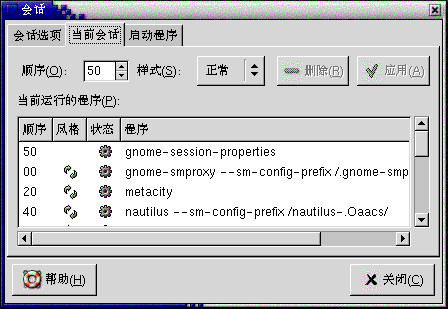 会话
会话选项 当前会话 启动程序
顺序(O): 50 样式(S): 正常 删除(R) 应用(A)
当前运行的程序(P):
顺序 风格 状态 程序
50 gnome-session-properties
00 gnome-smproxy --sm-config-prefix /.gnome-smp
20 metacity
40 nautilus --sm-config-prefix /nautilus-.Oaacs/
帮助(H) 关闭(C)